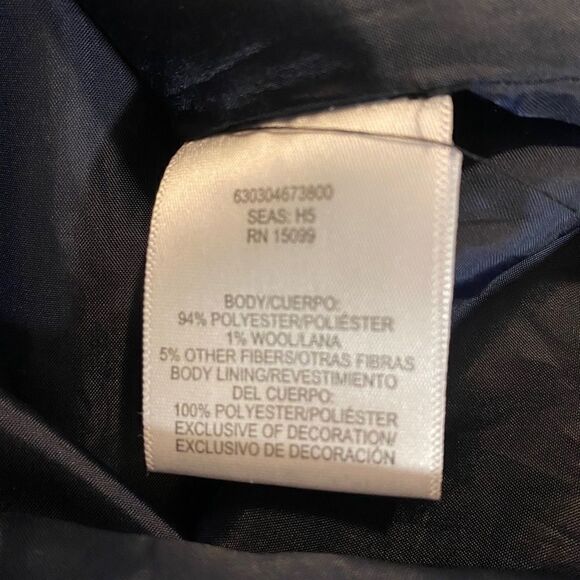 630304673800
SEAS: H5
RN 15099
BODY/CUERPO:
94% POLYESTER/POLIÉSTER
1% WOOL/LANA
5% OTHER FIBERS/OTRAS FIBRAS
BODY LINING/REVESTIMIENTO
DEL CUERPO:
100% POLYESTER/POLIÉSTER
EXCLUSIVE OF DECORATION/
EXCLUSIVO DE DECORACIÓN